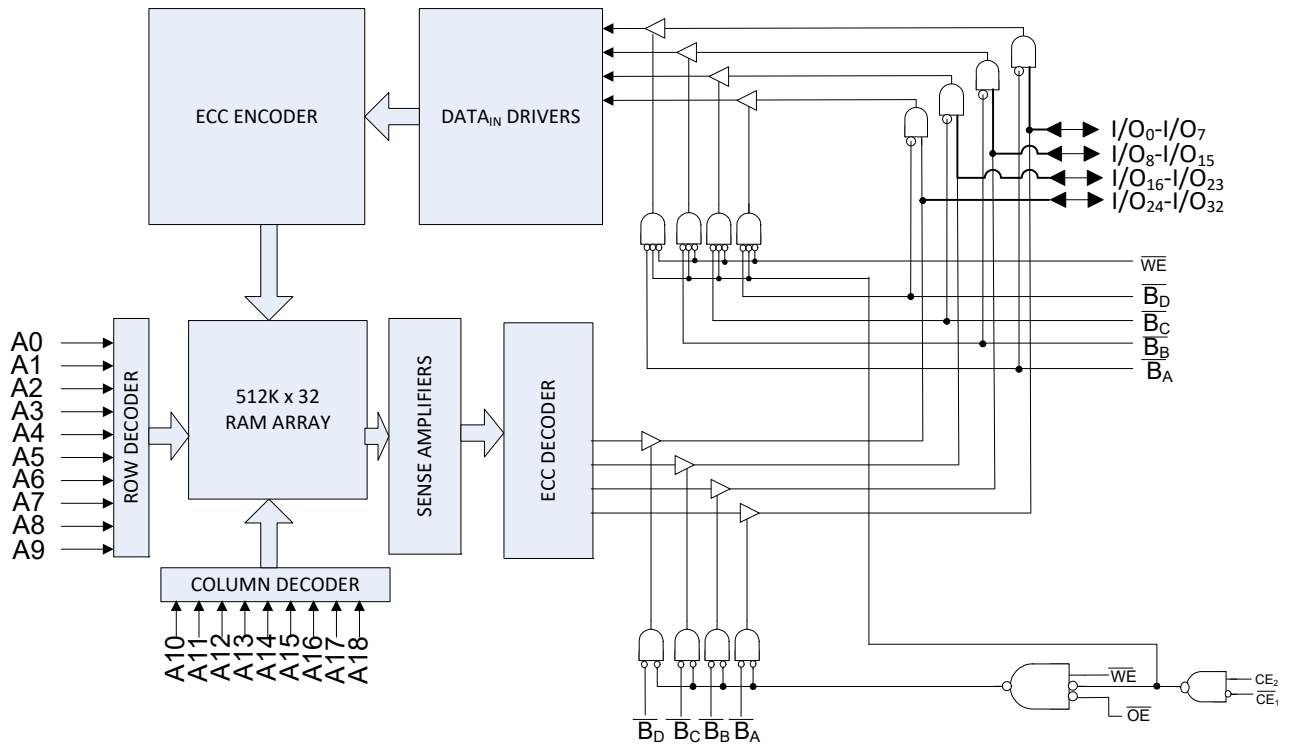 ECC ENCODER
DATAIN DRIVERS
I/O0-I/O7
I/O8-I/O15
I/O16-I/O23
I/O24-I/O32
WE
BD
BC
BB
BA
A0
A1
A2
A3
A4
A5
A6
A7
A8
A9
ROW DECODER
512K x 32
RAM ARRAY
SENSE AMPLIFIERS
ECC DECODER
COLUMN DECODER
A10
A11
A12
A13
A14
A15
A16
A17
A18
BD
BC
BB
BA
WE
OE
CE2
CE1